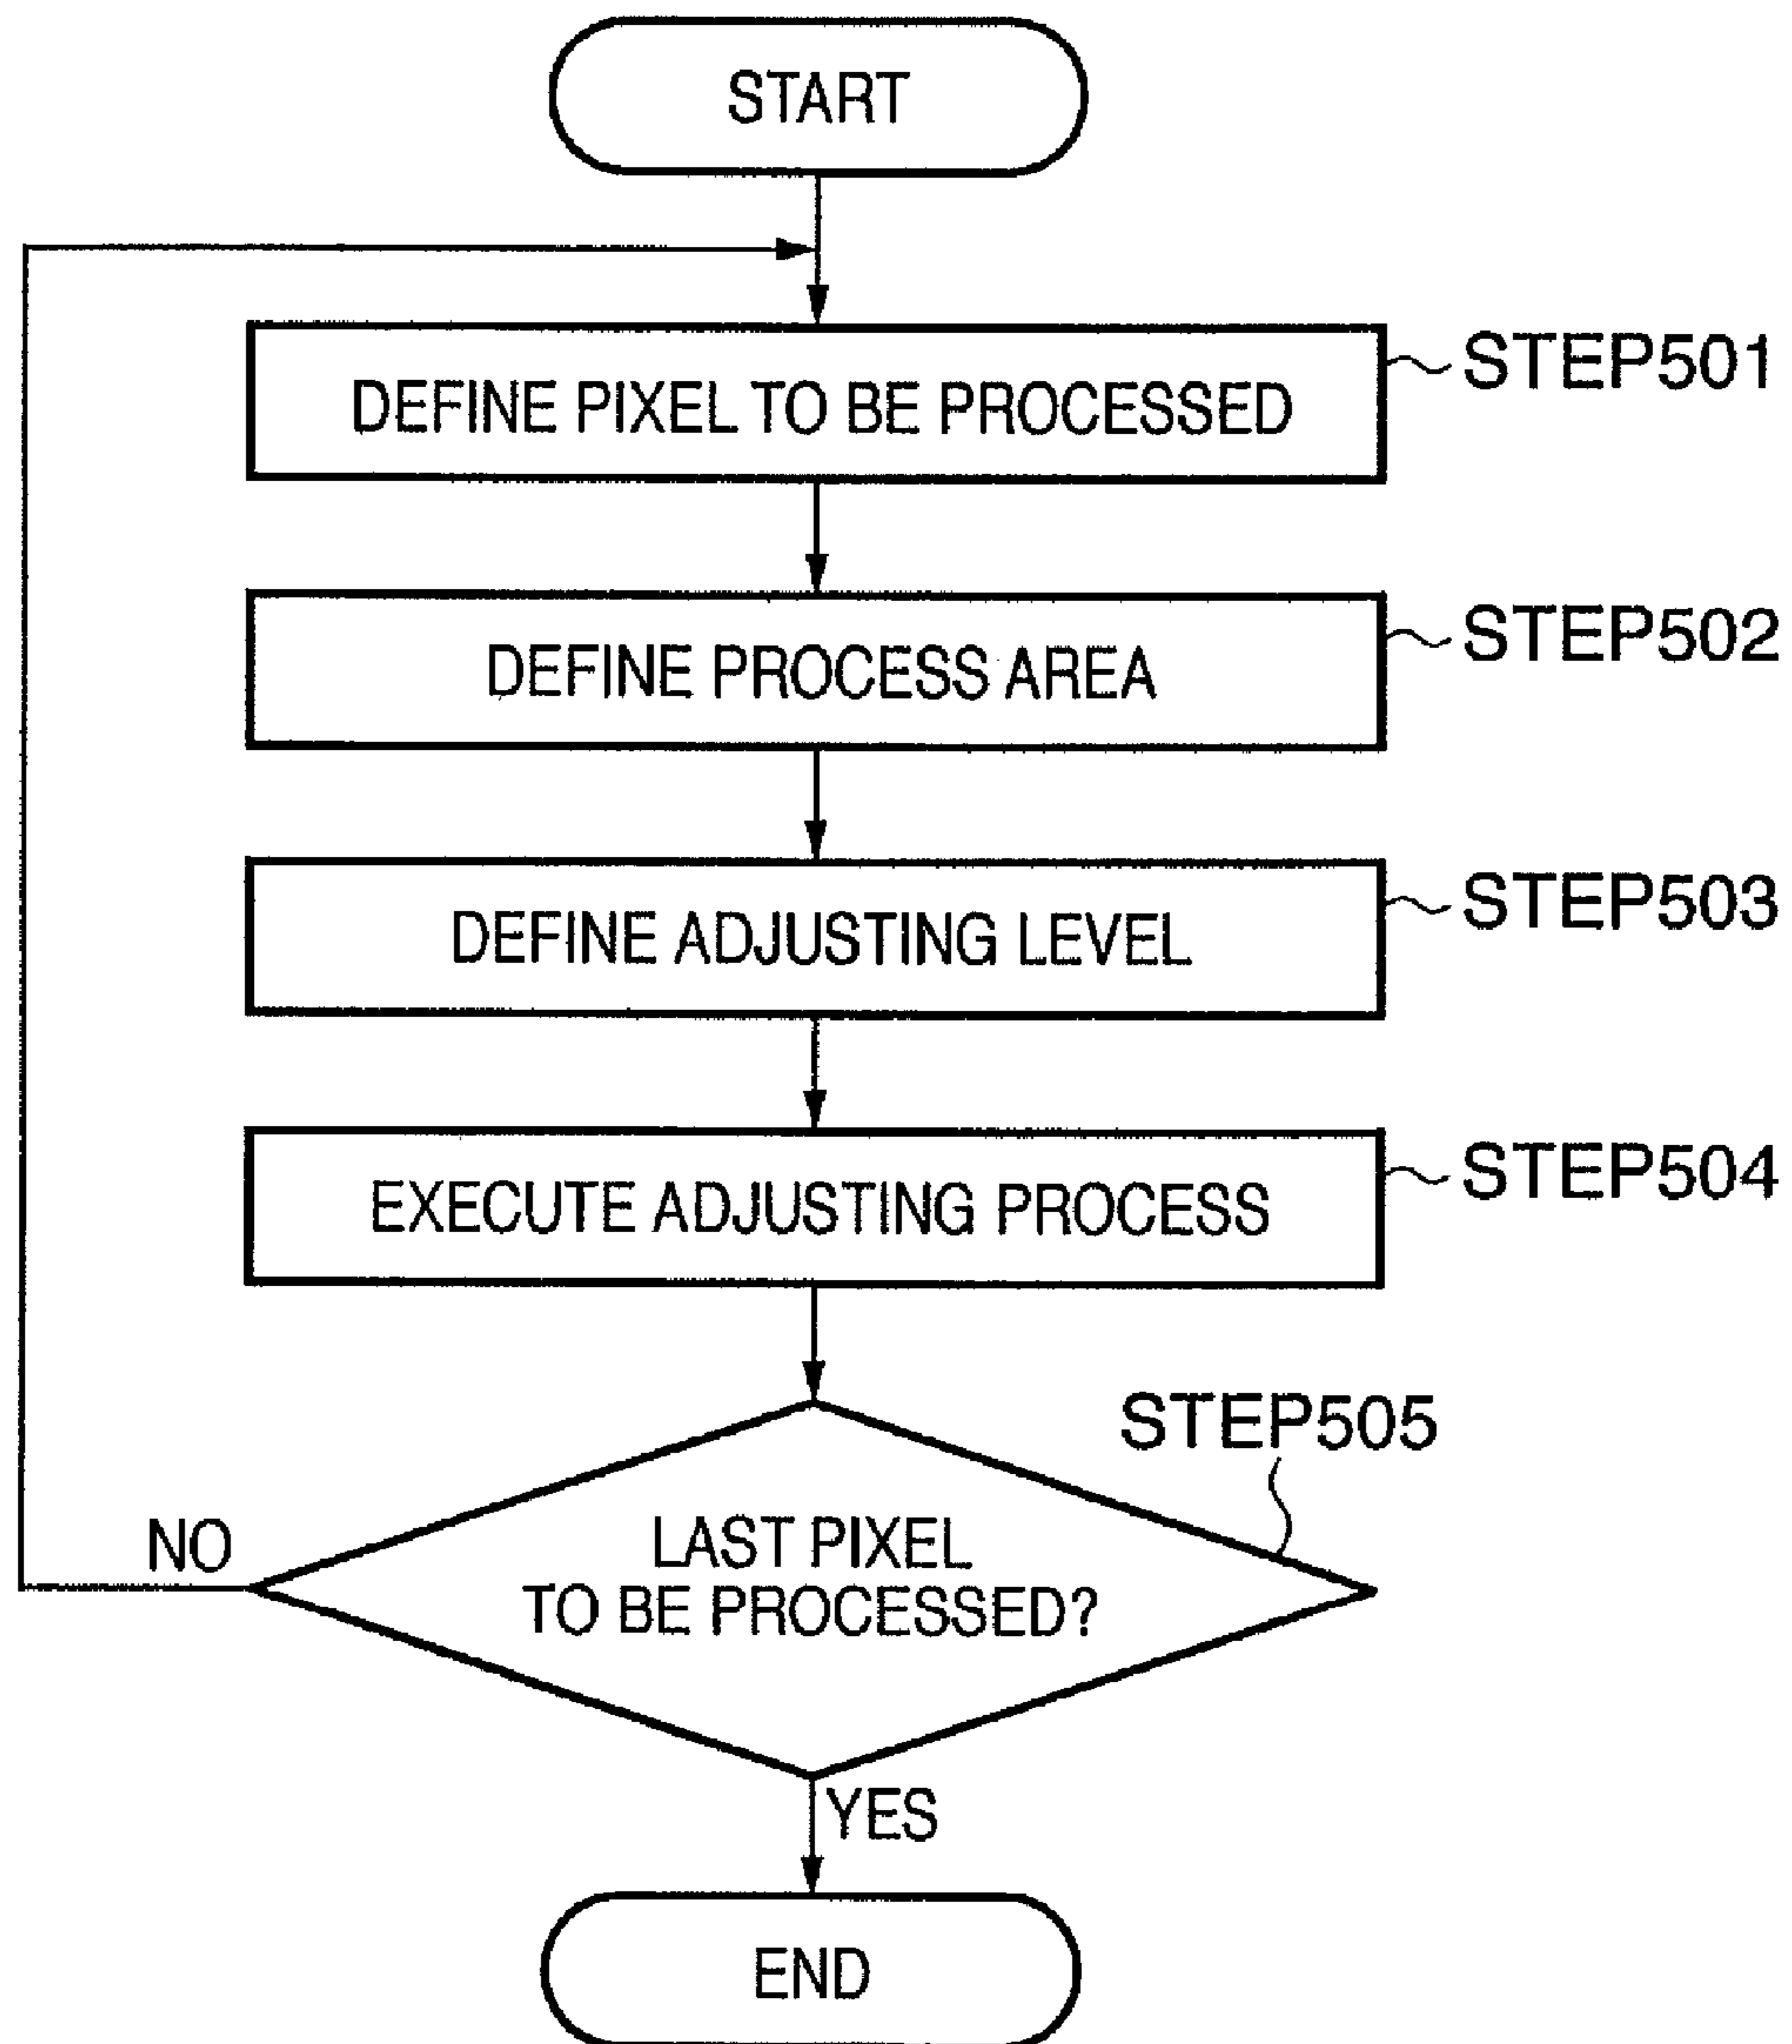 START
DEFINE PIXEL TO BE PROCESSED
STEP501
DEFINE PROCESS AREA
STEP502
DEFINE ADJUSTING LEVEL
STEP503
EXECUTE ADJUSTING PROCESS
STEP504
STEP505
LAST PIXEL
TO BE PROCESSED?
NO
YES
END